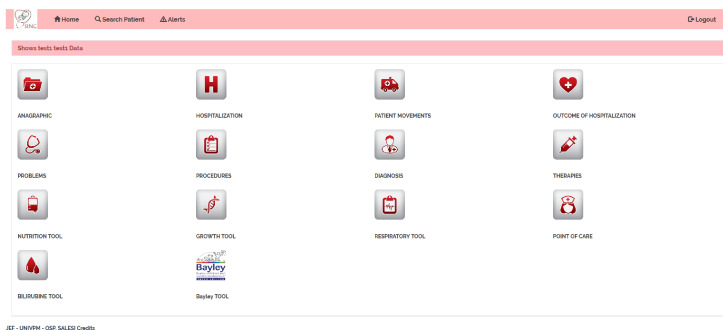 GNC
Home Search Patient Alerts Logout
Shows test1 test1 Data
ANAGRAPHIC HOSPITALIZATION PATIENT MOVEMENTS OUTCOME OF HOSPITALIZATION
H
PROBLEMS PROCEDURES DIAGNOSIS THERAPIES
NUTRITION TOOL GROWTH TOOL RESPIRATORY TOOL POINT OF CARE
Bayley
BILIRUBINE TOOL Bayley TOOL
JEF - UNIVPM - OSP. SALESI Credits